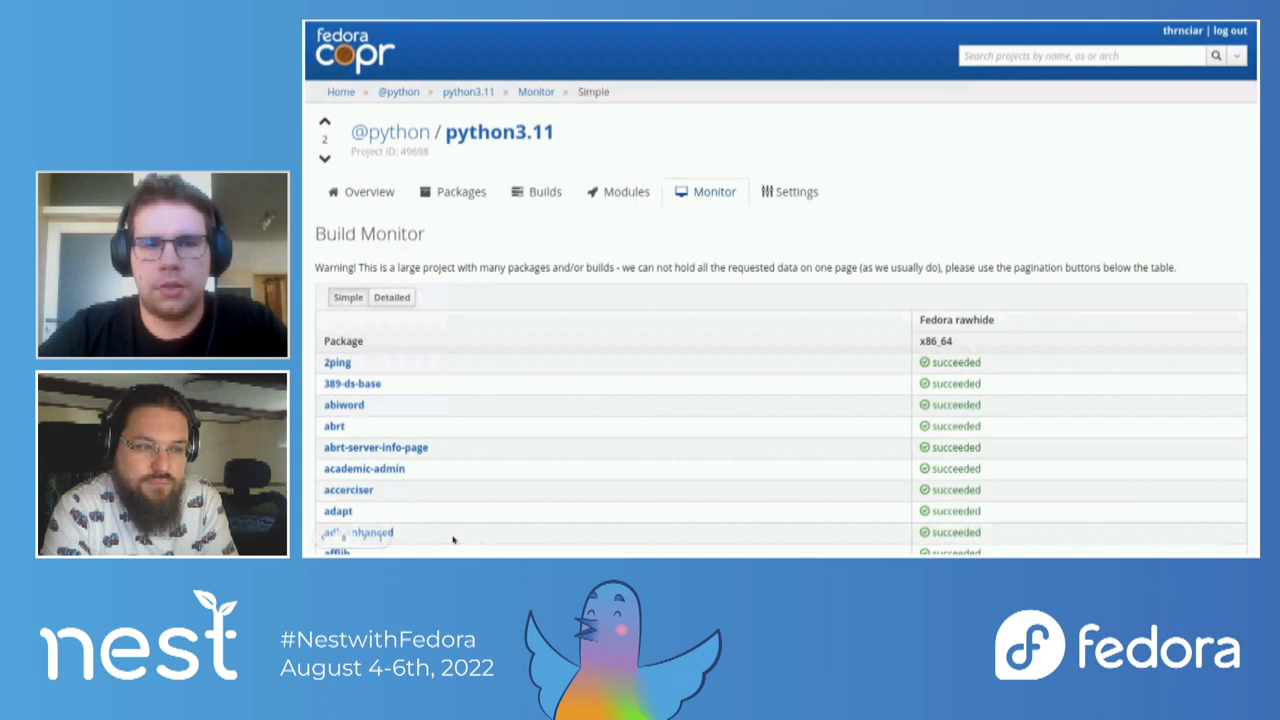 fedora
copr
thrnciar | log out
Search projects by name, as or arch
Home » @python » python3.11 » Monitor » Simple
2
@python / python3.11
Project ID: 49698
Overview
Packages
Builds
Modules
Monitor
Settings
Build Monitor
Warning! This is a large project with many packages and/or builds - we can not hold all the requested data on one page (as we usually do), please use the pagination buttons below the table.
Simple Detailed
Fedora rawhide
Package x86_64
2ping succeeded
389-ds-base succeeded
abiword succeeded
abrt succeeded
abrt-server-info-page succeeded
academic-admin succeeded
accerciser succeeded
adapt succeeded
succeeded
afflib succeeded
nest
#NestwithFedora
August 4-6th, 2022
fedora